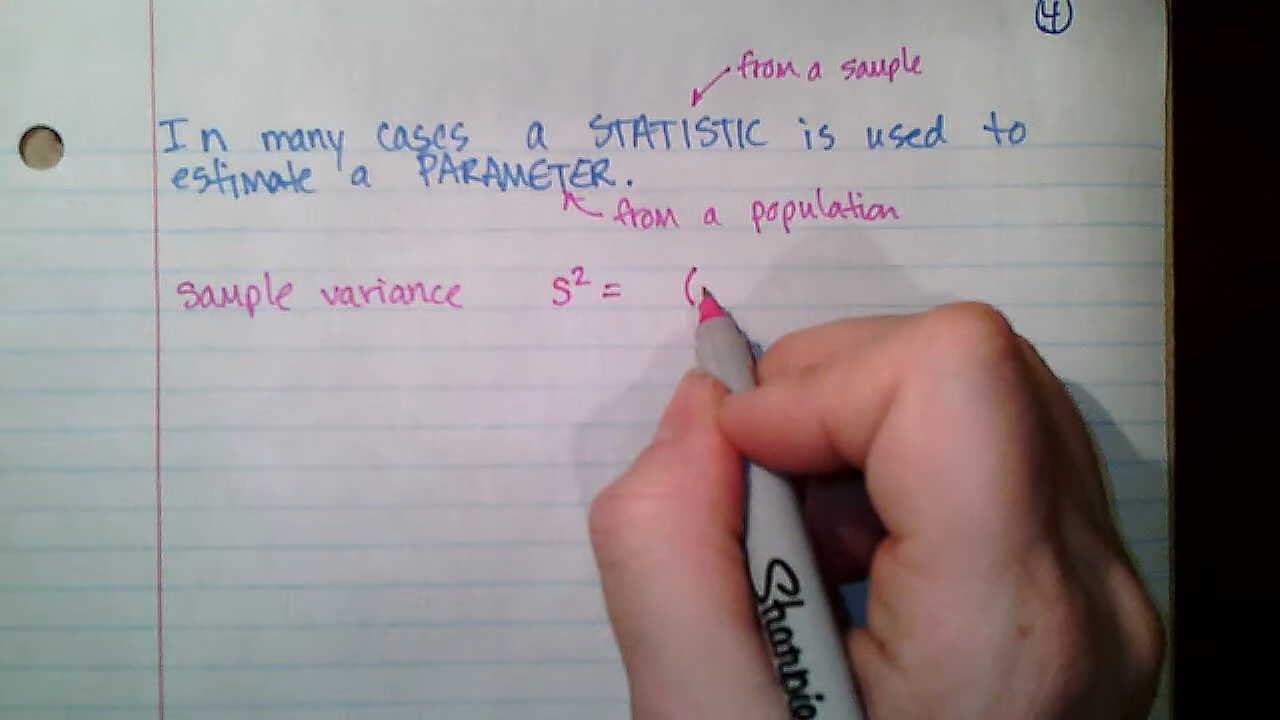 4
from a sample
In many cases a STATISTIC is used to
estimate a PARAMETER.
from a population
sample variance s² = (
Sharpie